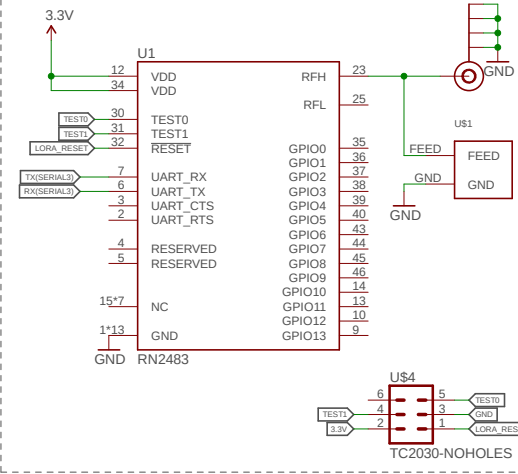 3.3V
GND
U1
12 VDD RFH 23
34 VDD
RFL 25
U$1
TEST0 30 TEST0
TEST1 31 TEST1
LORA_RESET 32 RESET GPIO0 35
GPIO1 36
FEED FEED
TX(SERIAL3) 7 UART_RX GPIO2 37
GND GND
RX(SERIAL3) 6 UART_TX GPIO3 38
3 UART_CTS GPIO4 39
2 UART_RTS GPIO5 40
GND
GPIO6 43
4 RESERVED GPIO7 44
5 RESERVED GPIO8 45
GPIO9 46
GPIO10 14
15*7 NC GPIO11 13
GPIO12 10
1*13 GND GPIO13 9
GND RN2483
U$4
6 5 TEST0
TEST1 4 3 GND
3.3V 2 1 LORA_RES
TC2030-NOHOLES